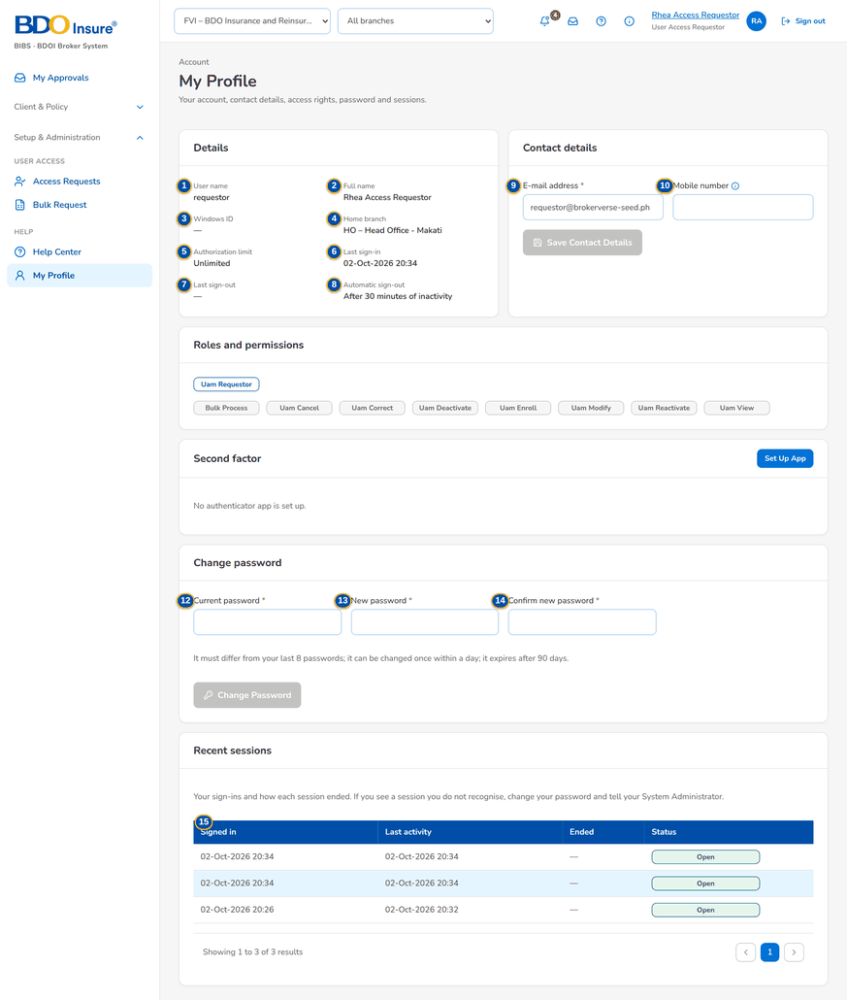 BDO Insure®
BIBS - BDOI Broker System
FVI – BDO Insurance and Reinsur...
All branches
4
Rhea Access Requestor
User Access Requestor
RA
Sign out
My Approvals
Client & Policy
Setup & Administration
USER ACCESS
Access Requests
Bulk Request
HELP
Help Center
My Profile
Account
My Profile
Your account, contact details, access rights, password and sessions.
Details
1 User name
requestor
2 Full name
Rhea Access Requestor
3 Windows ID
—
4 Home branch
HO – Head Office - Makati
5 Authorization limit
Unlimited
6 Last sign-in
02-Oct-2026 20:34
7 Last sign-out
—
8 Automatic sign-out
After 30 minutes of inactivity
Contact details
9 E-mail address *
requestor@brokerverse-seed.ph
10 Mobile number
Save Contact Details
Roles and permissions
Uam Requestor
Bulk Process Uam Cancel Uam Correct Uam Deactivate Uam Enroll Uam Modify Uam Reactivate Uam View
Second factor
Set Up App
No authenticator app is set up.
Change password
12 Current password *
13 New password *
14 Confirm new password *
It must differ from your last 8 passwords; it can be changed once within a day; it expires after 90 days.
Change Password
Recent sessions
Your sign-ins and how each session ended. If you see a session you do not recognise, change your password and tell your System Administrator.
15
Signed in Last activity Ended Status
02-Oct-2026 20:34 02-Oct-2026 20:34 — Open
02-Oct-2026 20:34 02-Oct-2026 20:34 — Open
02-Oct-2026 20:26 02-Oct-2026 20:32 — Open
Showing 1 to 3 of 3 results
1